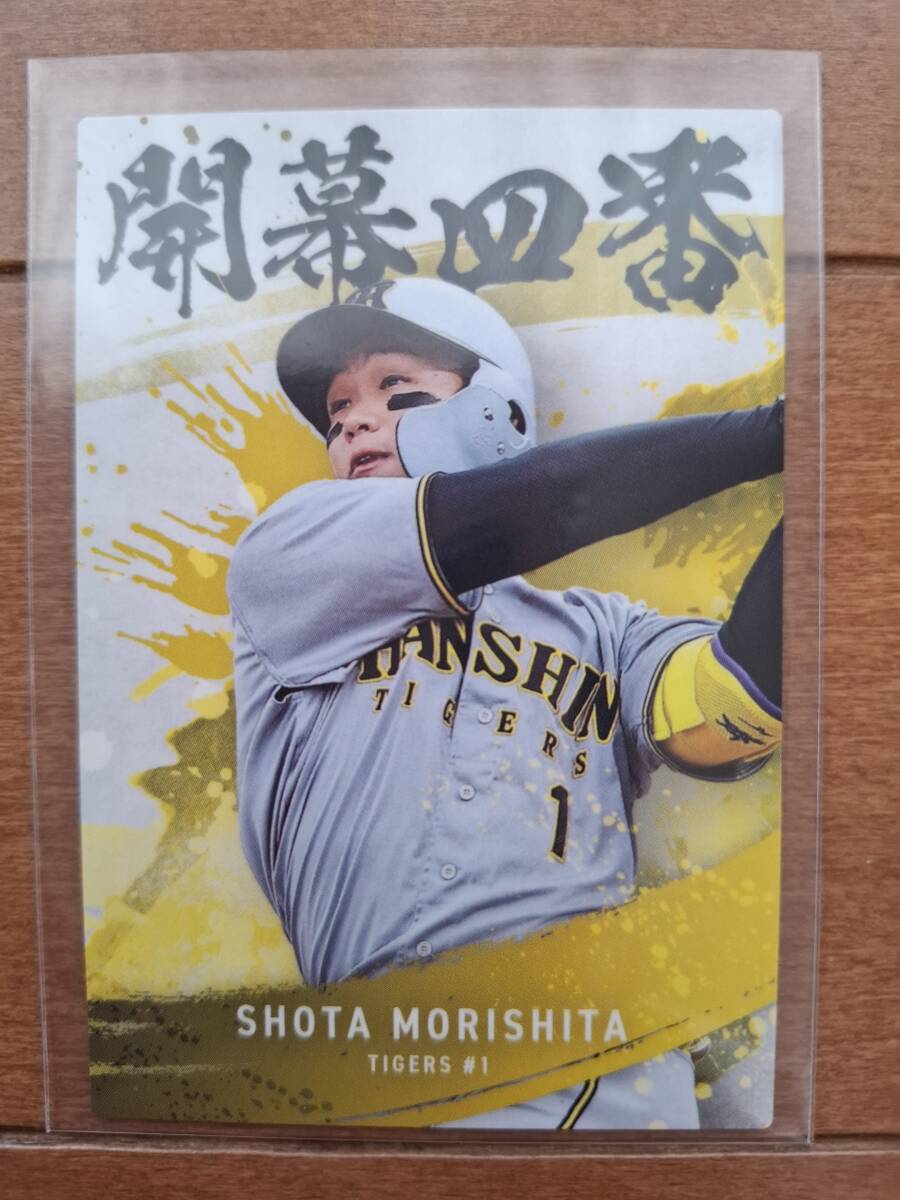 開幕四番
HANSHIN
TIGERS
1
SHOTA MORISHITA
TIGERS #1